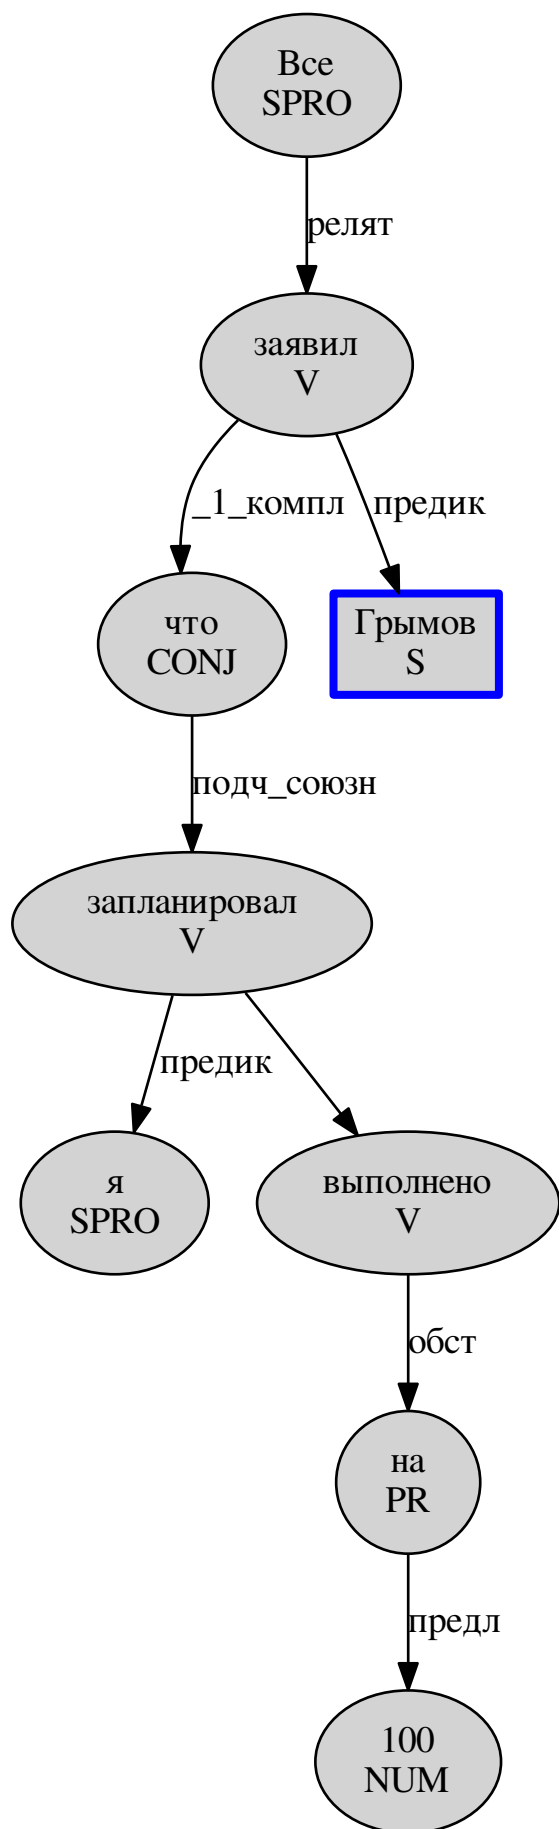 Все
SPRO
релят
заявил
V
_1_компл
предик
что
CONJ
Грымов
S
подч_союзн
запланировал
V
предик
я
SPRO
выполнено
V
обст
на
PR
предл
100
NUM